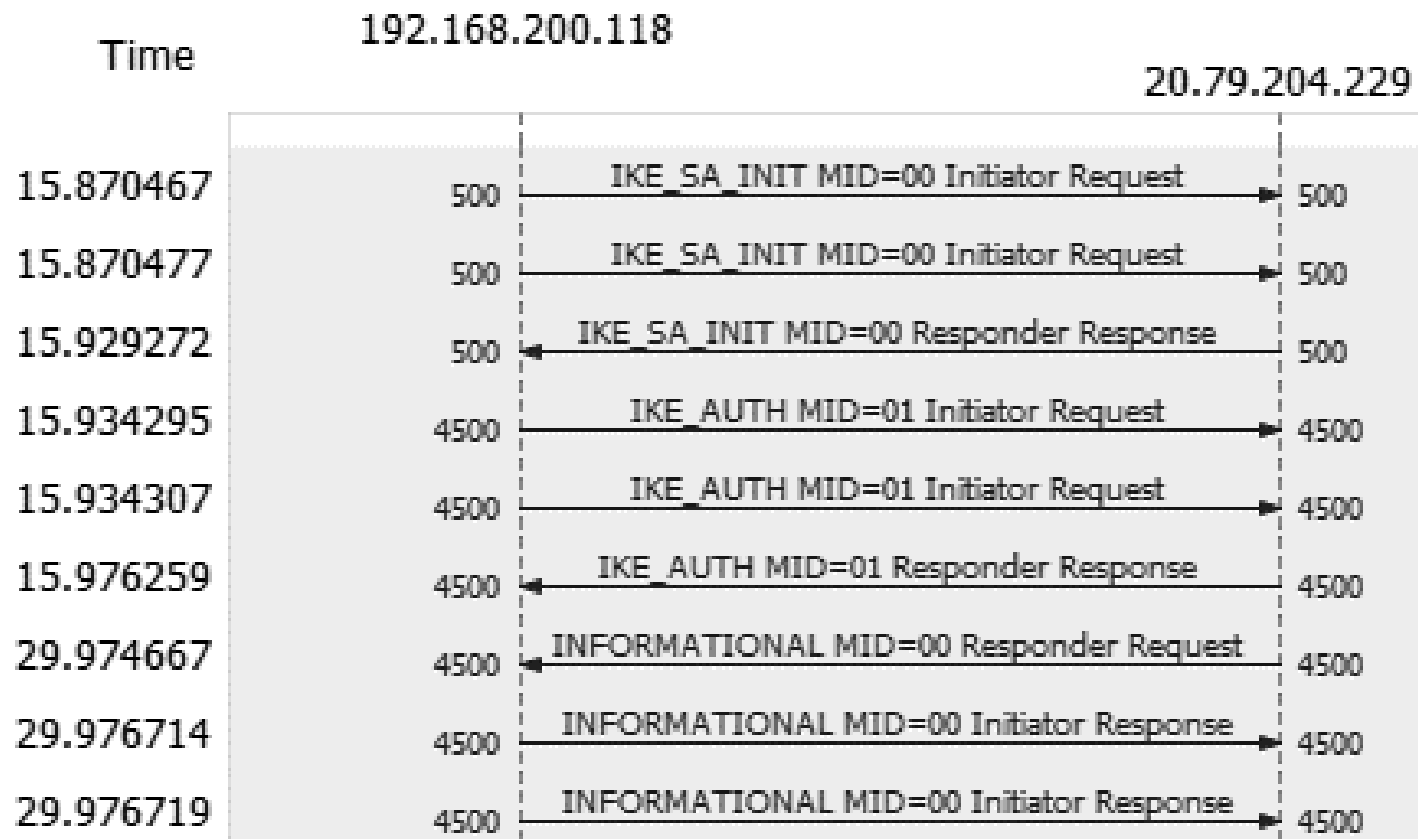 192.168.200.118
Time
20.79.204.229
15.870467 500 IKE_SA_INIT MID=00 Initiator Request 500
15.870477 500 IKE_SA_INIT MID=00 Initiator Request 500
15.929272 500 IKE_SA_INIT MID=00 Responder Response 500
15.934295 4500 IKE_AUTH MID=01 Initiator Request 4500
15.934307 4500 IKE_AUTH MID=01 Initiator Request 4500
15.976259 4500 IKE_AUTH MID=01 Responder Response 4500
29.974667 4500 INFORMATIONAL MID=00 Responder Request 4500
29.976714 4500 INFORMATIONAL MID=00 Initiator Response 4500
29.976719 4500 INFORMATIONAL MID=00 Initiator Response 4500